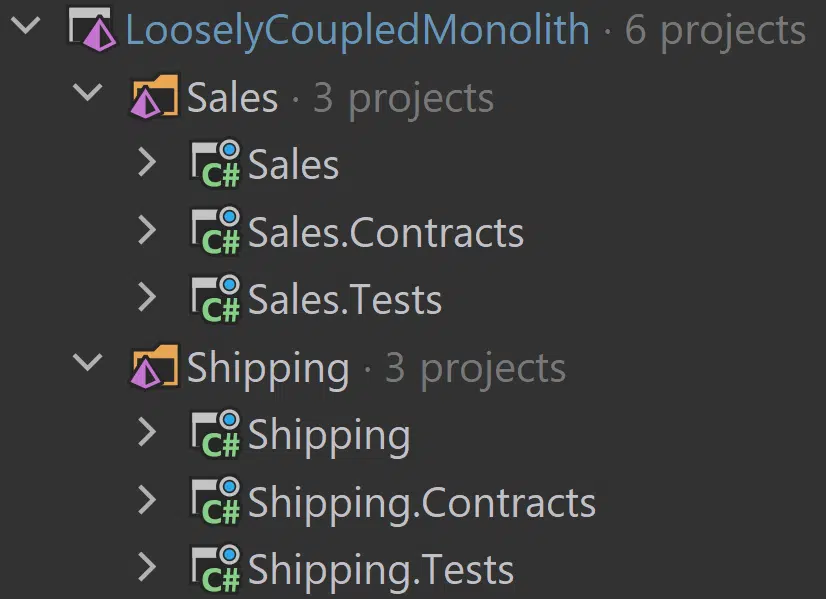 LooselyCoupledMonolith · 6 projects
Sales · 3 projects
C# Sales
C# Sales.Contracts
C# Sales.Tests
Shipping · 3 projects
C# Shipping
C# Shipping.Contracts
C# Shipping.Tests